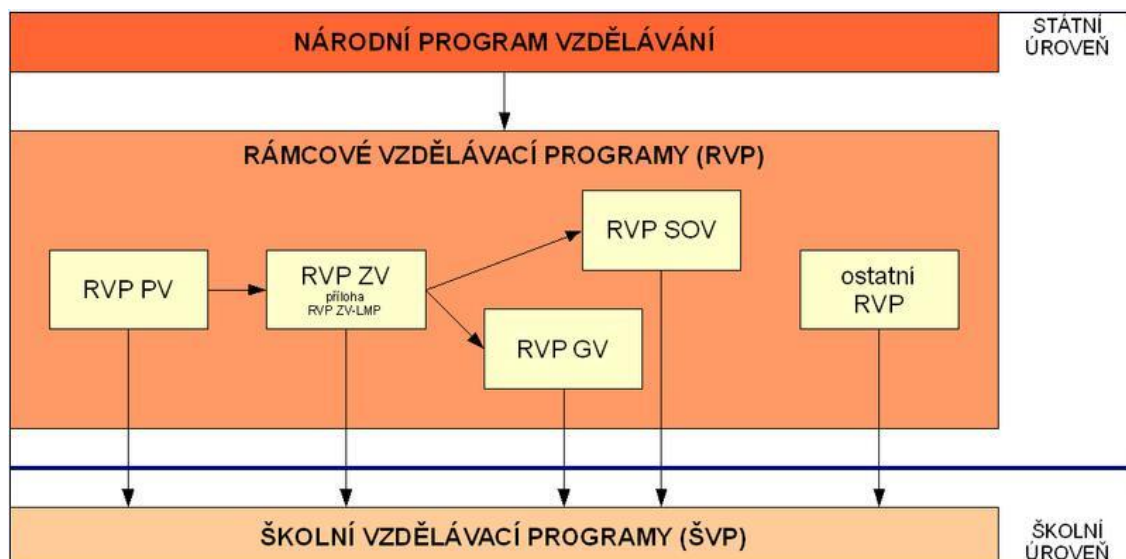 NÁRODNÍ PROGRAM VZDĚLÁVÁNÍ
STÁTNÍ
ÚROVEŇ
RÁMCOVÉ VZDĚLÁVACÍ PROGRAMY (RVP)
RVP PV
RVP ZV
příloha
RVP ZV-LMP
RVP SOV
RVP GV
ostatní
RVP
ŠKOLNÍ VZDĚLÁVACÍ PROGRAMY (ŠVP)
ŠKOLNÍ
ÚROVEŇ